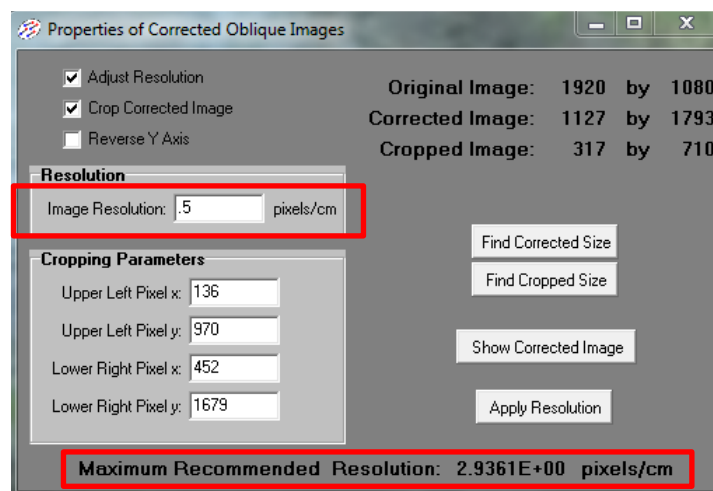 Properties of Corrected Oblique Images
Adjust Resolution
Crop Corrected Image
Reverse Y Axis
Original Image: 1920 by 1080
Corrected Image: 1127 by 1793
Cropped Image: 317 by 710
Resolution
Image Resolution: .5 pixels/cm
Cropping Parameters
Upper Left Pixel x: 136
Upper Left Pixel y: 970
Lower Right Pixel x: 452
Lower Right Pixel y: 1679
Find Corrected Size
Find Cropped Size
Show Corrected Image
Apply Resolution
Maximum Recommended Resolution: 2.9361E+00 pixels/cm